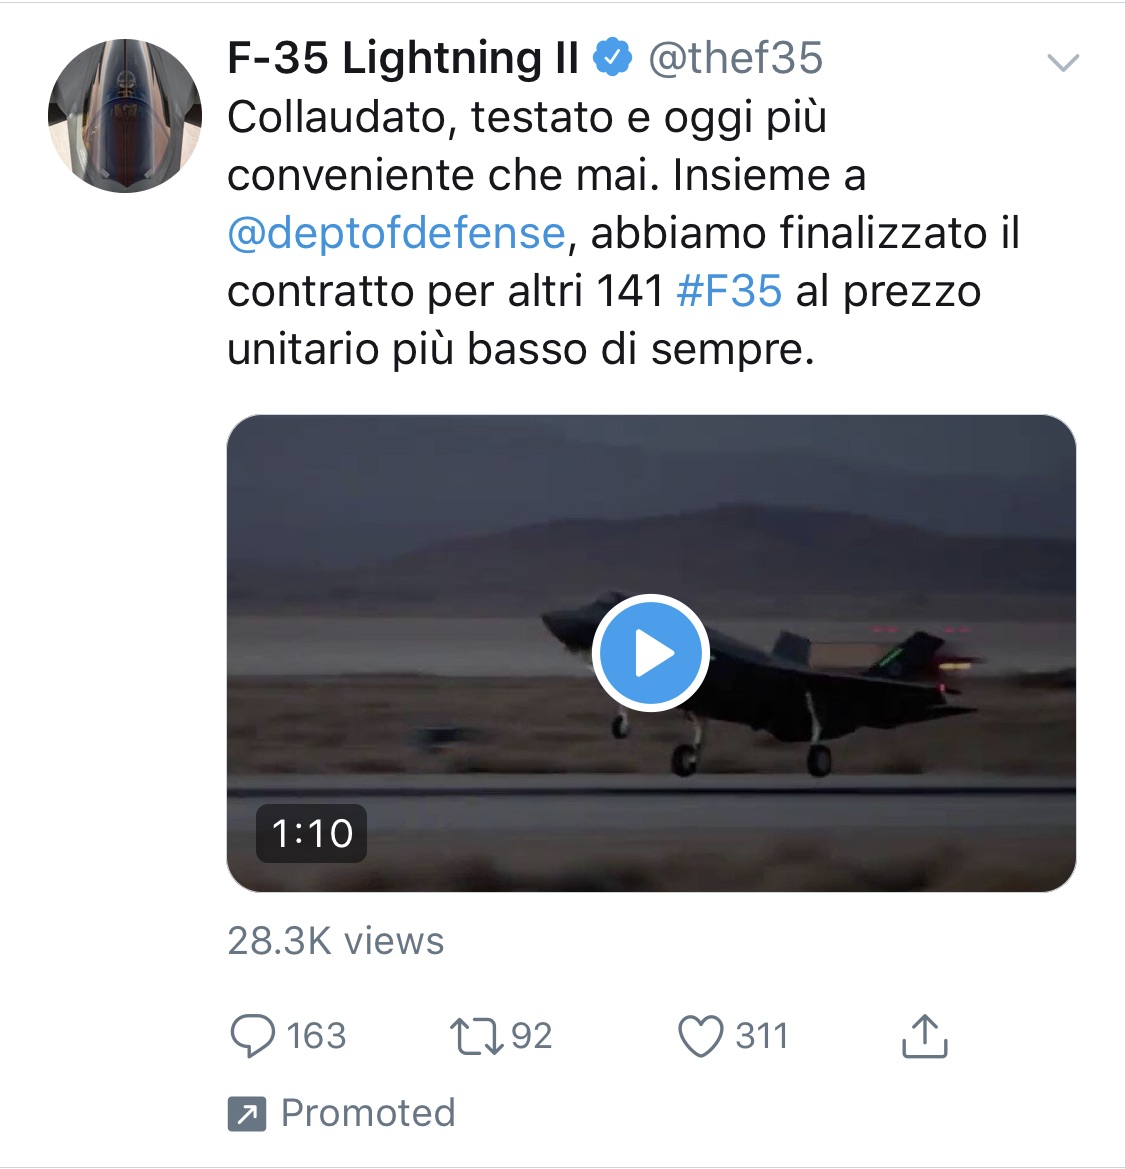 F-35 Lightning II @thef35
Collaudato, testato e oggi più
conveniente che mai. Insieme a
@deptofdefense, abbiamo finalizzato il
contratto per altri 141 #F35 al prezzo
unitario più basso di sempre.
1:10
28.3K views
163 92 311
Promoted